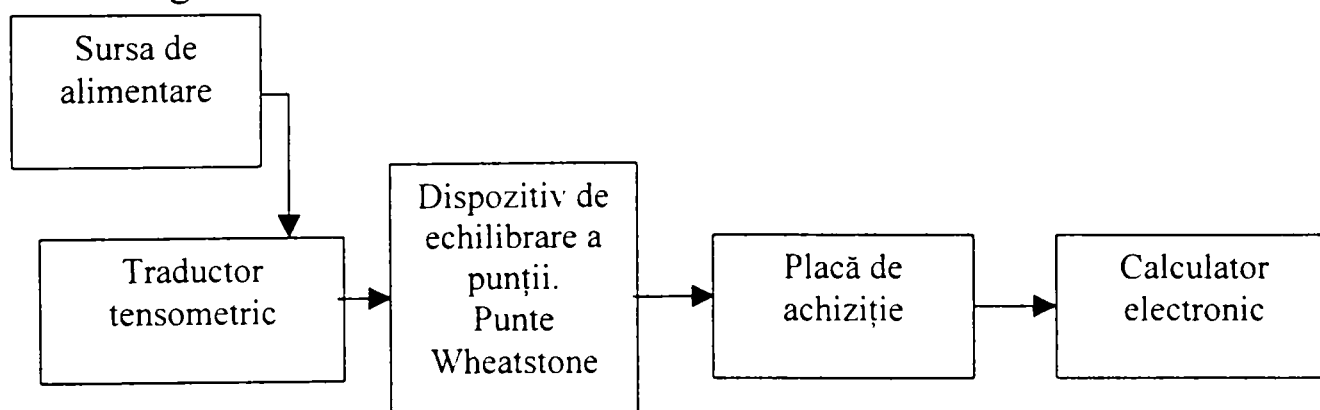 Sursa de
alimentare
Traductor
tensometric
Dispozitiv de
echilibrare a
punții.
Punte
Wheatstone
Placă de
achiziție
Calculator
electronic